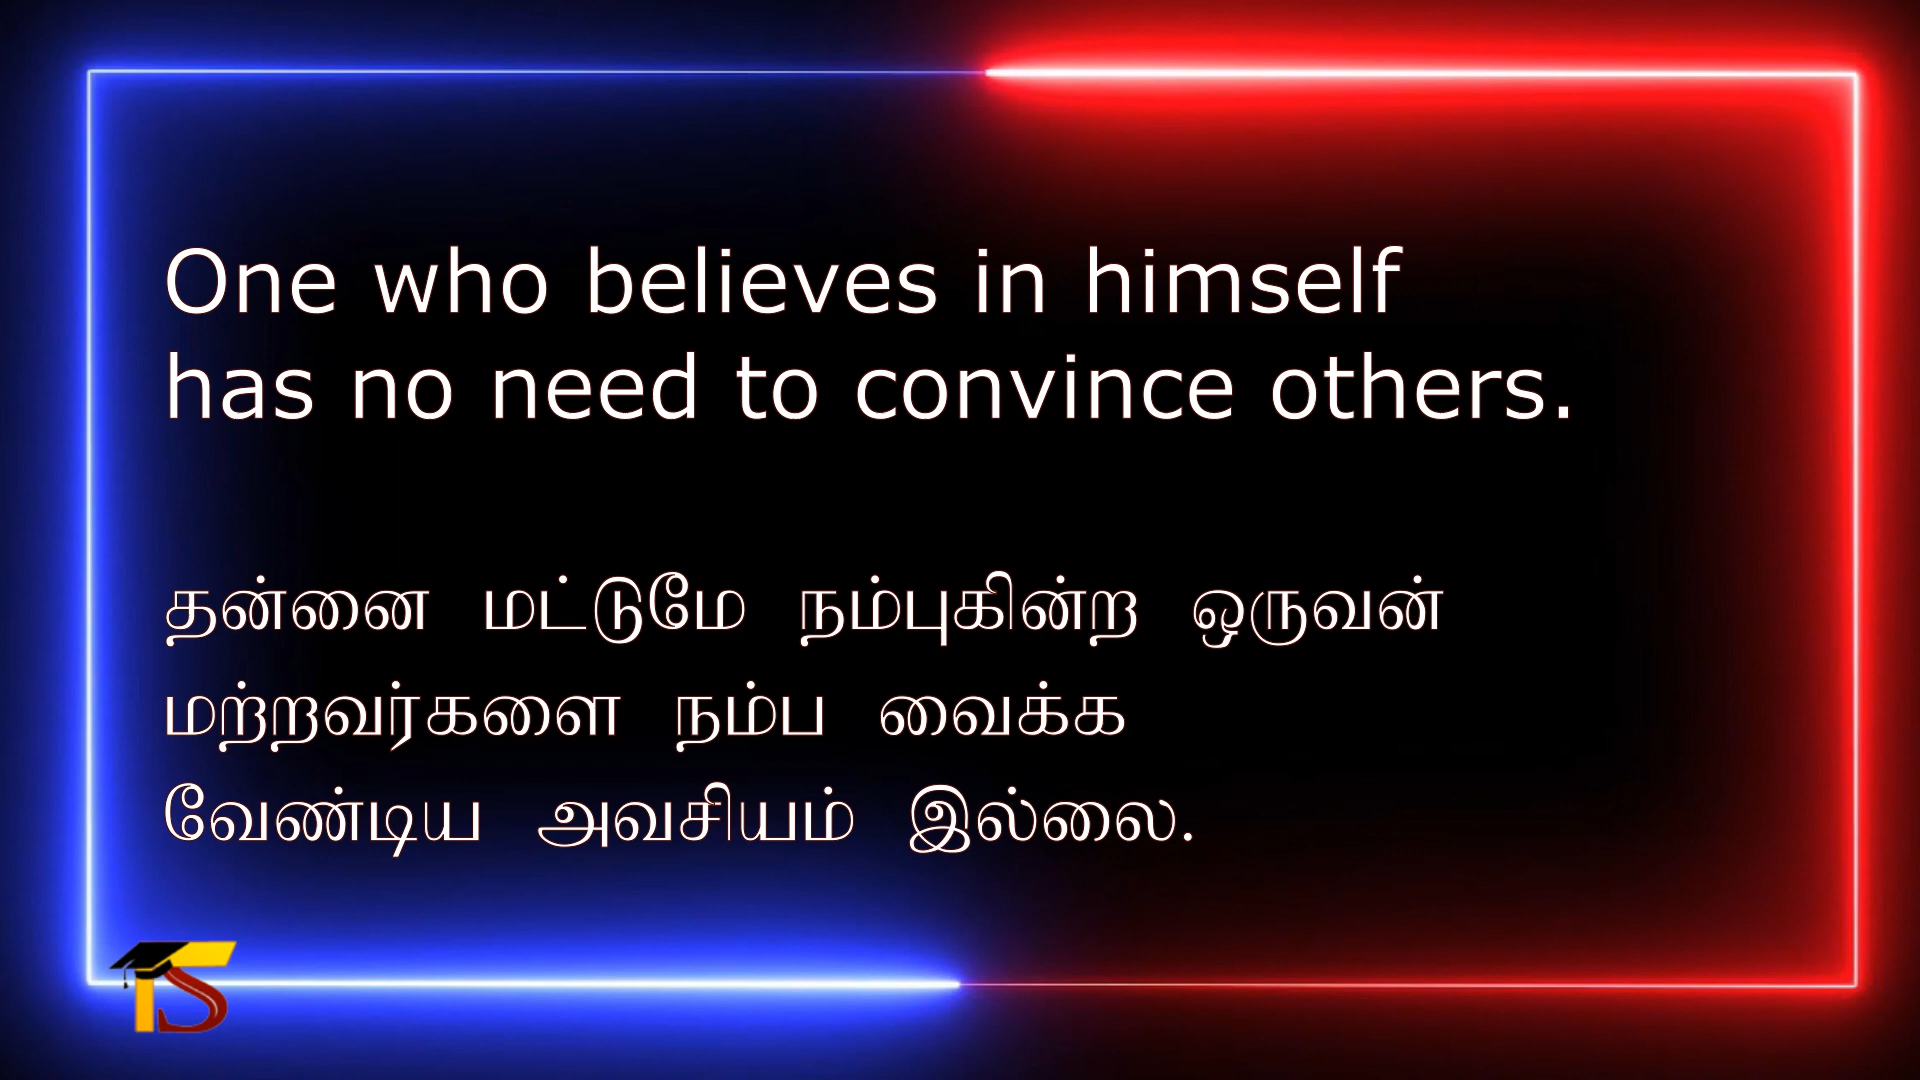 One who believes in himself
has no need to convince others.
தன்னை மட்டுமே நம்புகின்ற ஒருவன்
மற்றவர்களை நம்ப வைக்க
வேண்டிய அவசியம் இல்லை.
TS